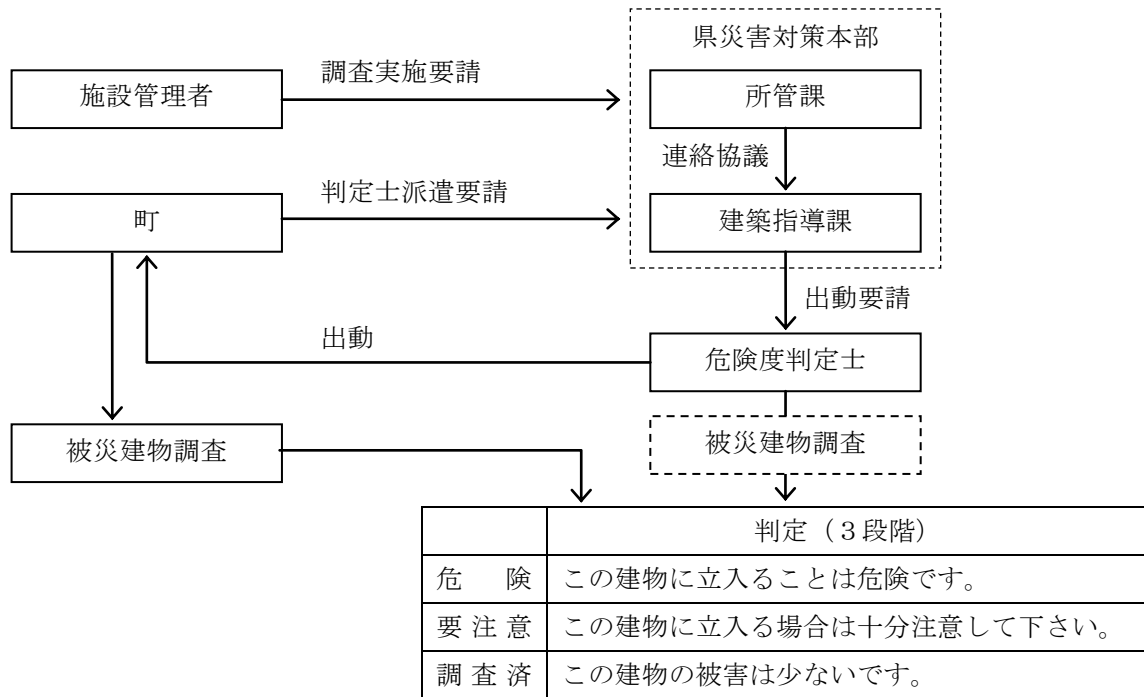 県災害対策本部
施設管理者
調査実施要請
所管課
連絡協議
町
判定士派遣要請
建築指導課
出動要請
出動
危険度判定士
被災建物調査
被災建物調査
判定（３段階）
危　　険
この建物に立入ることは危険です。
要 注 意
この建物に立入る場合は十分注意して下さい。
調 査 済
この建物の被害は少ないです。